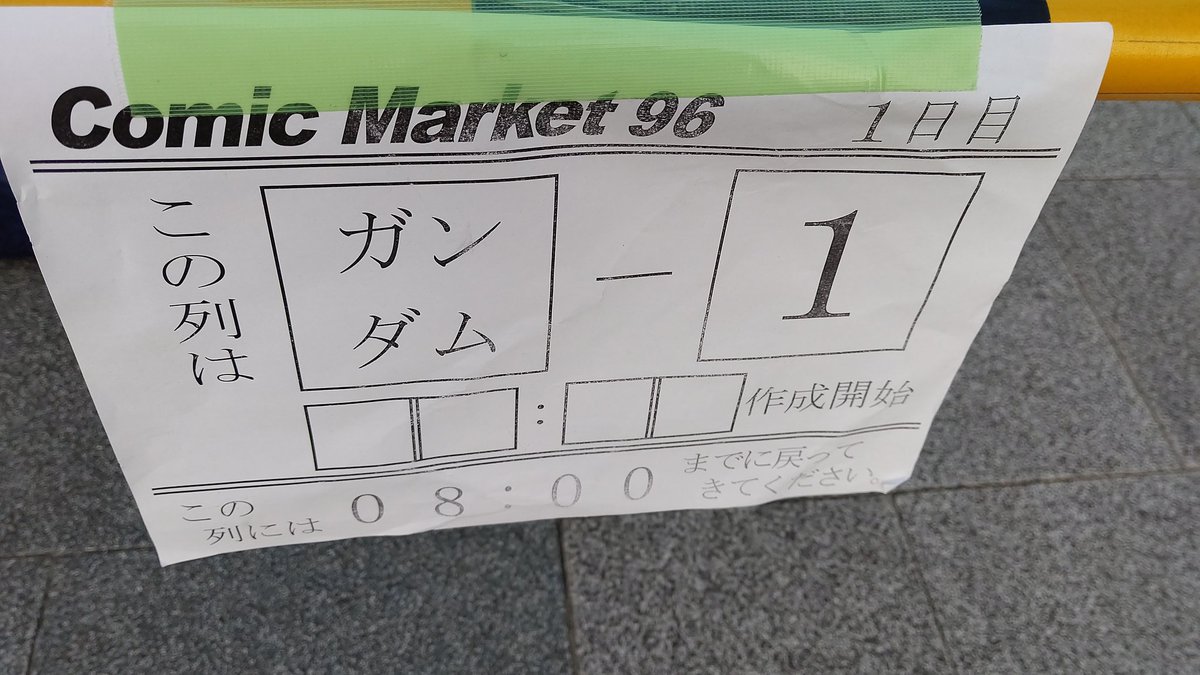 Comic Market 96 1日目
この列は
ガン
ダム
ー
1
: 作成開始
この
列には
08:00
までに戻って
きてください。